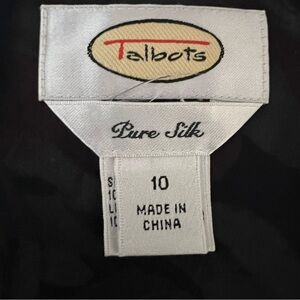 Talbots
Pure Silk
10
MADE IN
CHINA